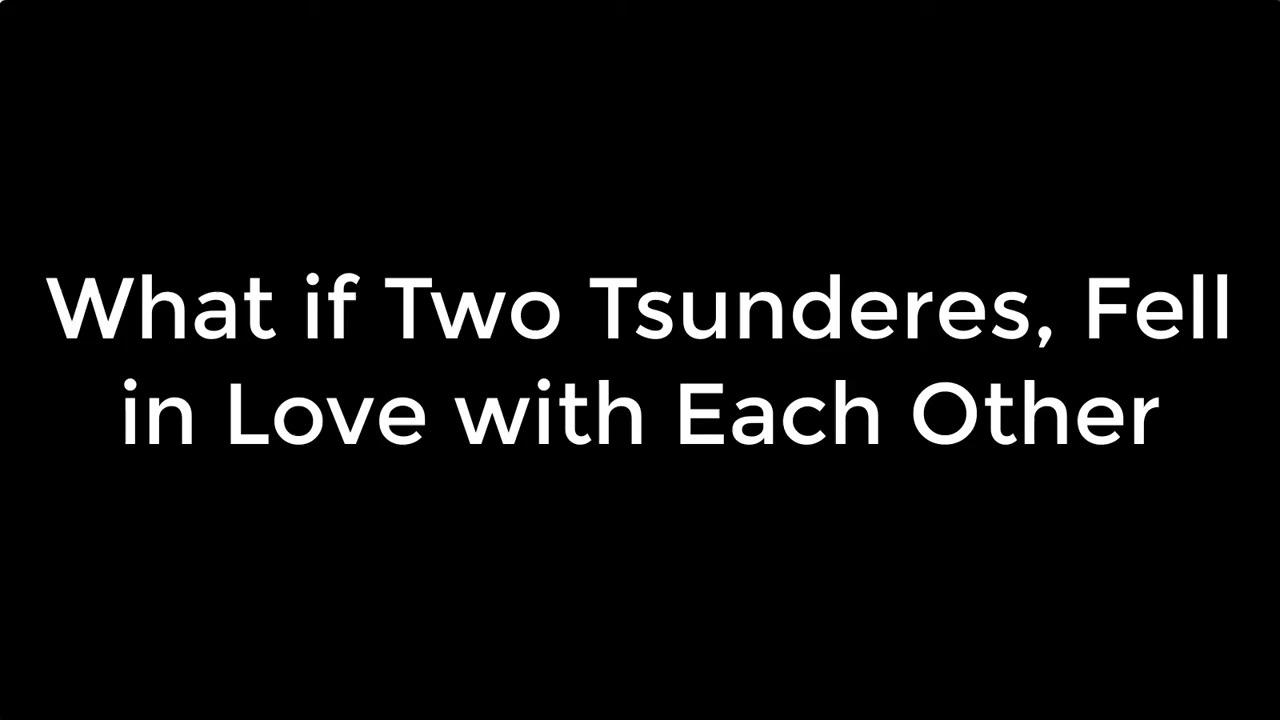 What if Two Tsunderes, Fell
in Love with Each Other